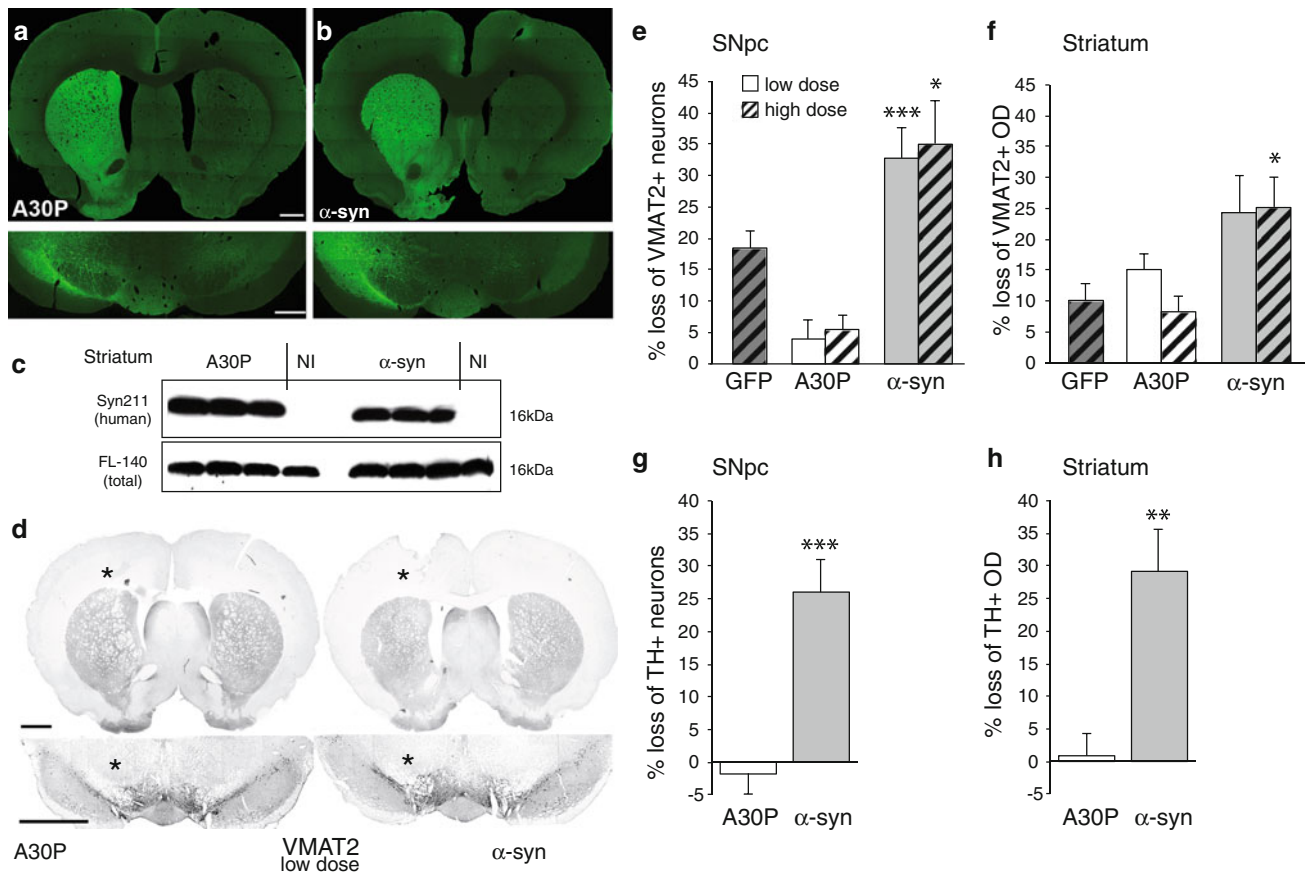 a
b
A30P
α-syn
c
Striatum
A30P
NI
α-syn
NI
Syn211
(human)
16kDa
FL-140
(total)
16kDa
d
*
*
*
*
A30P
VMAT2
low dose
α-syn
e
SNpc
% loss of VMAT2+ neurons
45
40
35
30
25
20
15
10
5
0
low dose
high dose
***
*
GFP
A30P
α-syn
f
Striatum
% loss of VMAT2+ OD
45
40
35
30
25
20
15
10
5
0
*
GFP
A30P
α-syn
g
SNpc
% loss of TH+ neurons
40
35
30
25
20
15
10
5
0
-5
***
A30P
α-syn
h
Striatum
% loss of TH+ OD
40
35
30
25
20
15
10
5
0
-5
**
A30P
α-syn